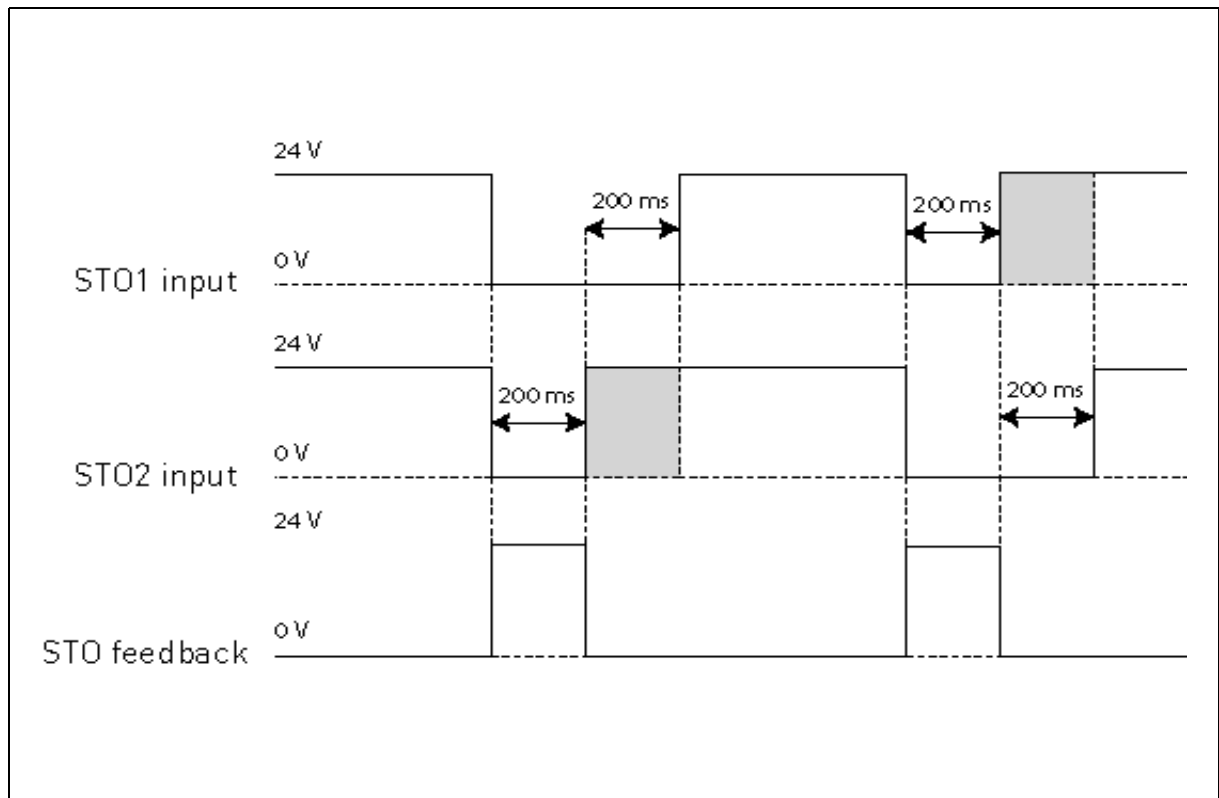 24 V
200 ms
200 ms
0 V
STO1 input
24 V
200 ms
200 ms
0 V
STO2 input
24 V
0 V
STO feedback